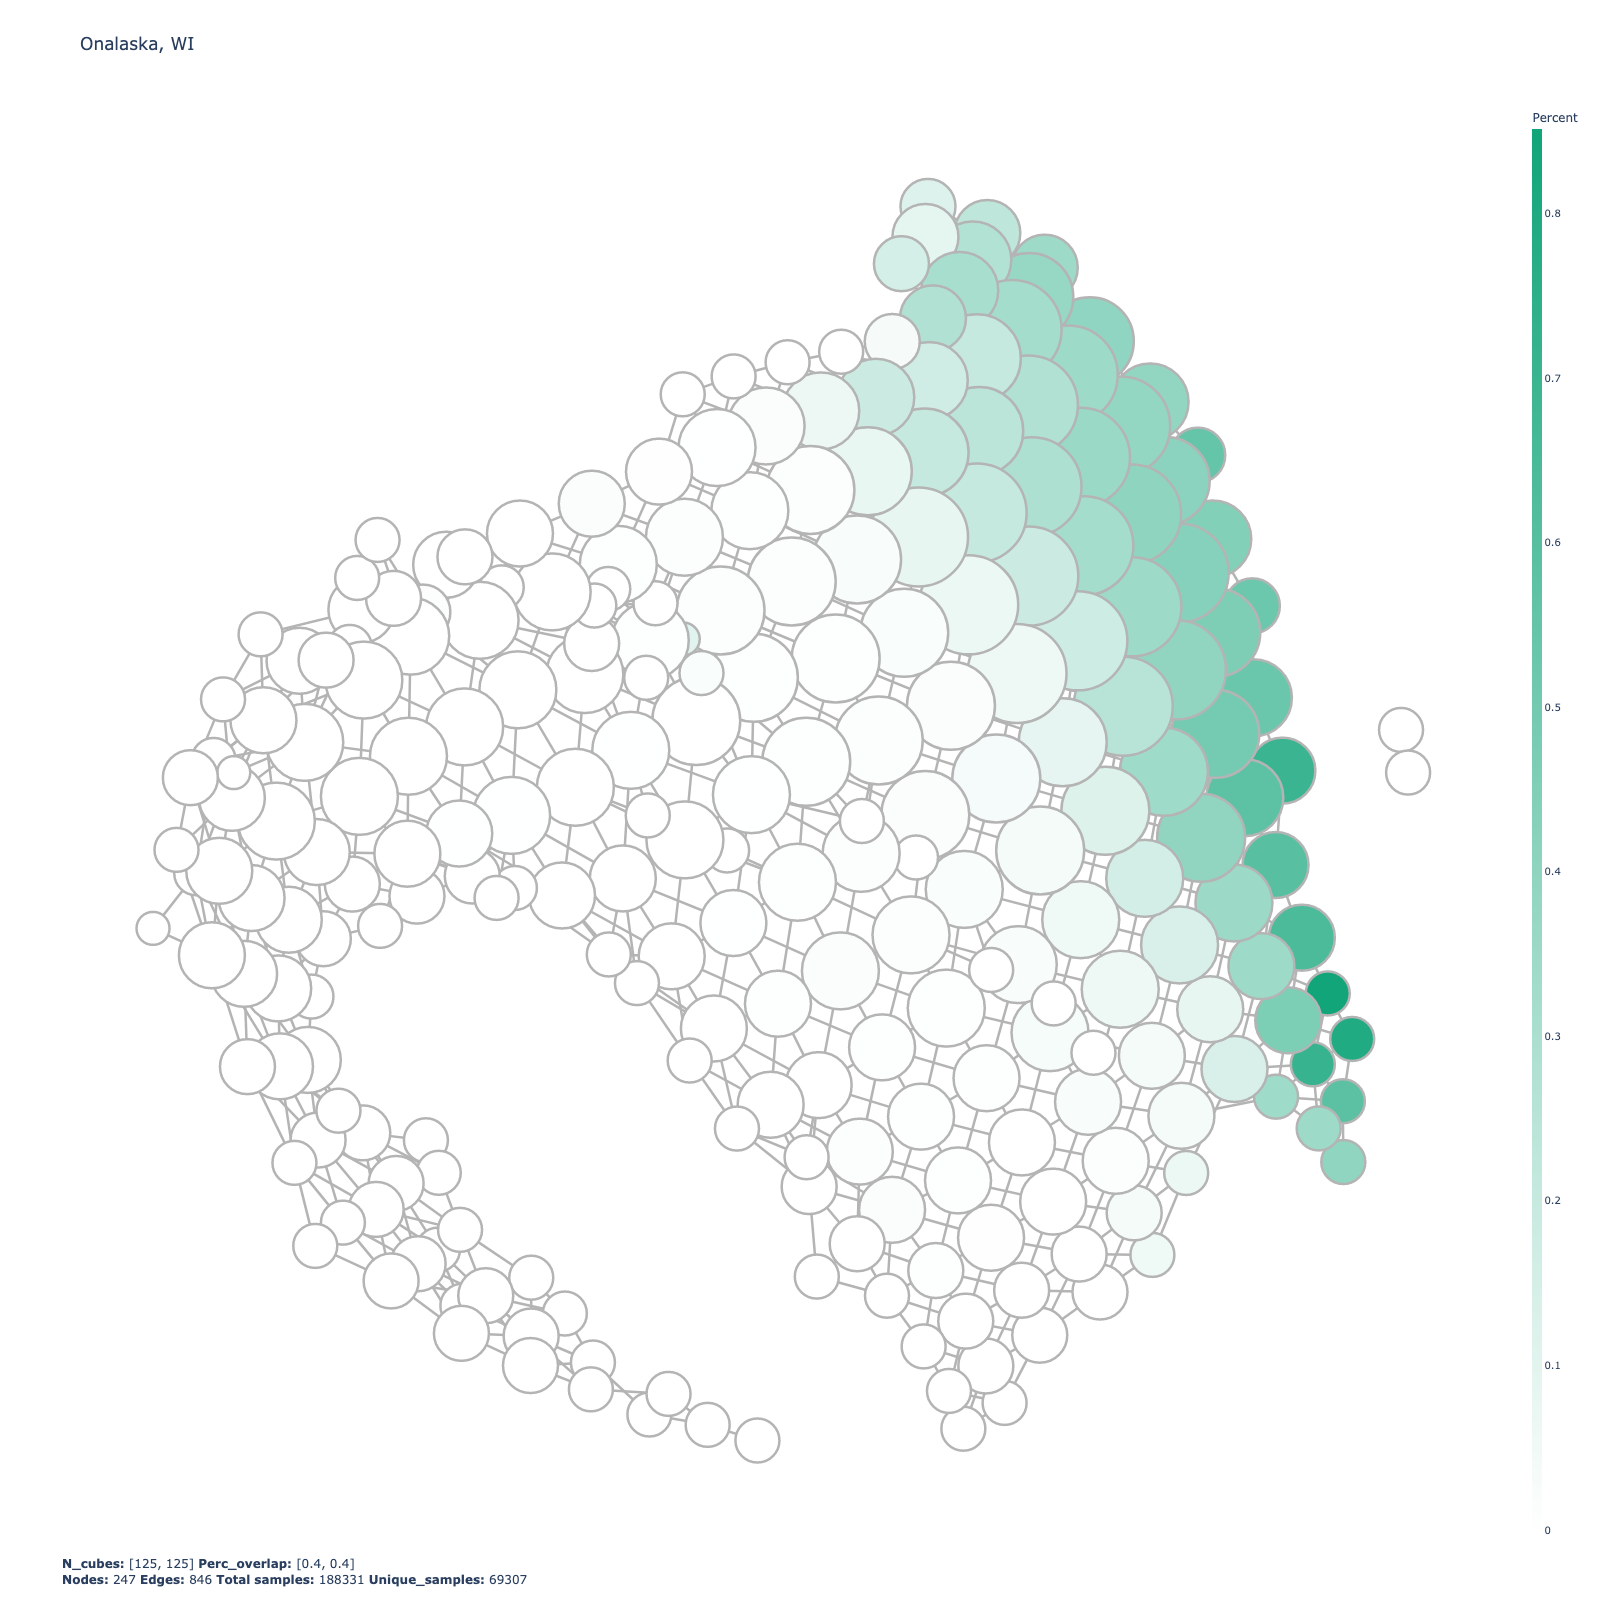 Onalaska, WI
Percent
0.8
0.7
0.6
0.5
0.4
0.3
0.2
0.1
0
N_cubes: [125, 125] Perc_overlap: [0.4, 0.4]
Nodes: 247 Edges: 846 Total samples: 188331 Unique_samples: 69307